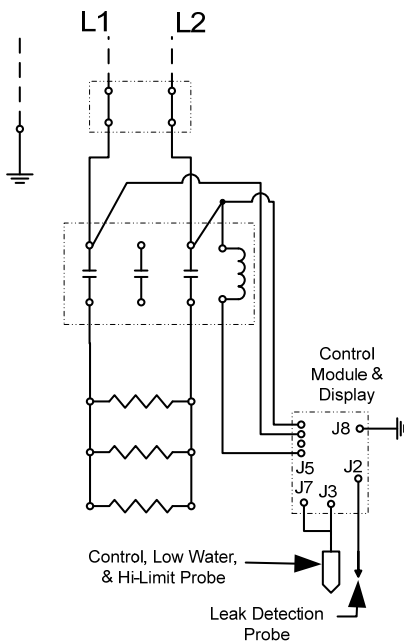 L1 L2
Control
Module &
Display
J8
J5
J2
J7 J3
Control, Low Water,
& Hi-Limit Probe
Leak Detection
Probe